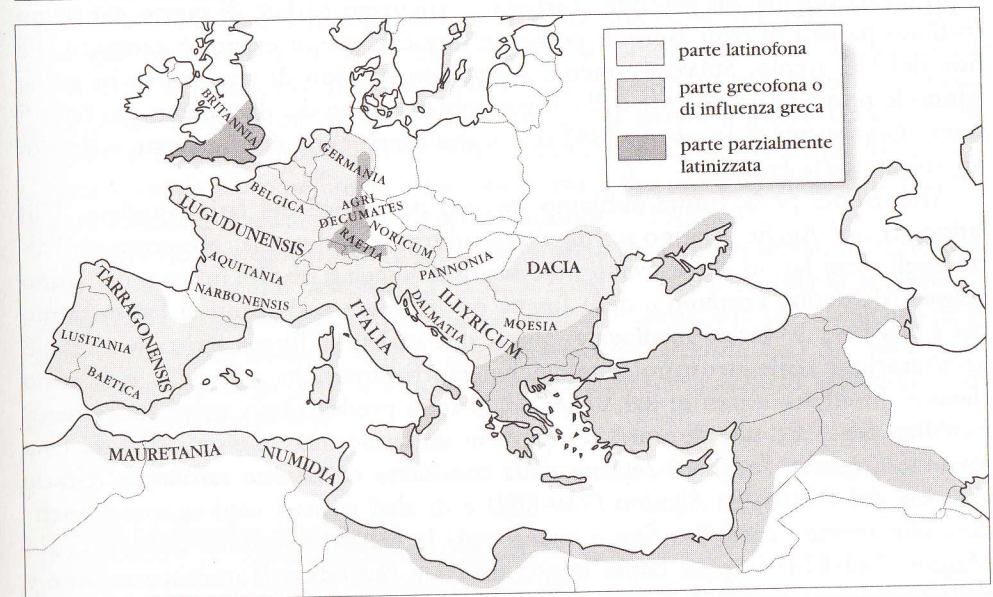 parte latinofona
parte grecofona o
di influenza greca
parte parzialmente
latinizzata
BRITANNIA
GERMANIA
BELGICA
AGRI
DECUMATES
LUGUDUNENSIS
NORICUM
RAETIA
AQUITANIA
PANNONIA
DACIA
NARBONENSIS
TARRAGONENSIS
ITALIA
DALMATIA
ILLYRICUM
MOESIA
LUSITANIA
BAETICA
MAURETANIA
NUMIDIA